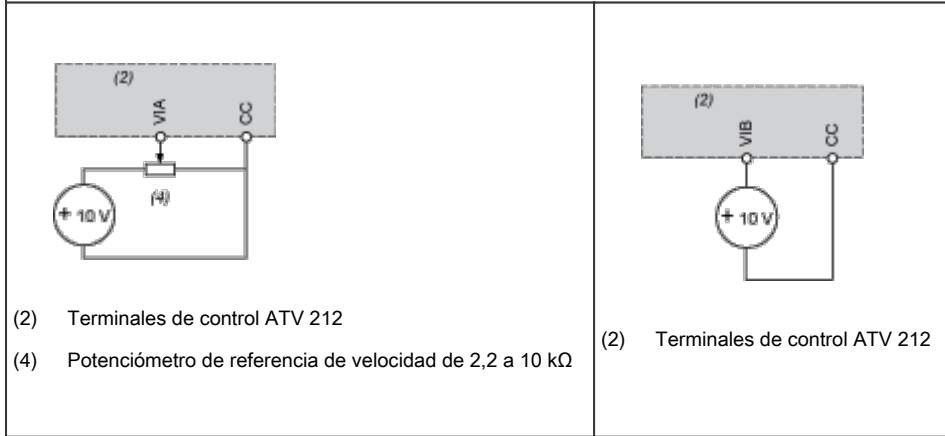 (2)
VIA
CC
(4)
+ 10 V
(2) Terminales de control ATV 212
(4) Potenciómetro de referencia de velocidad de 2,2 a 10 kΩ
(2)
VIB
CC
+ 10 V
(2) Terminales de control ATV 212